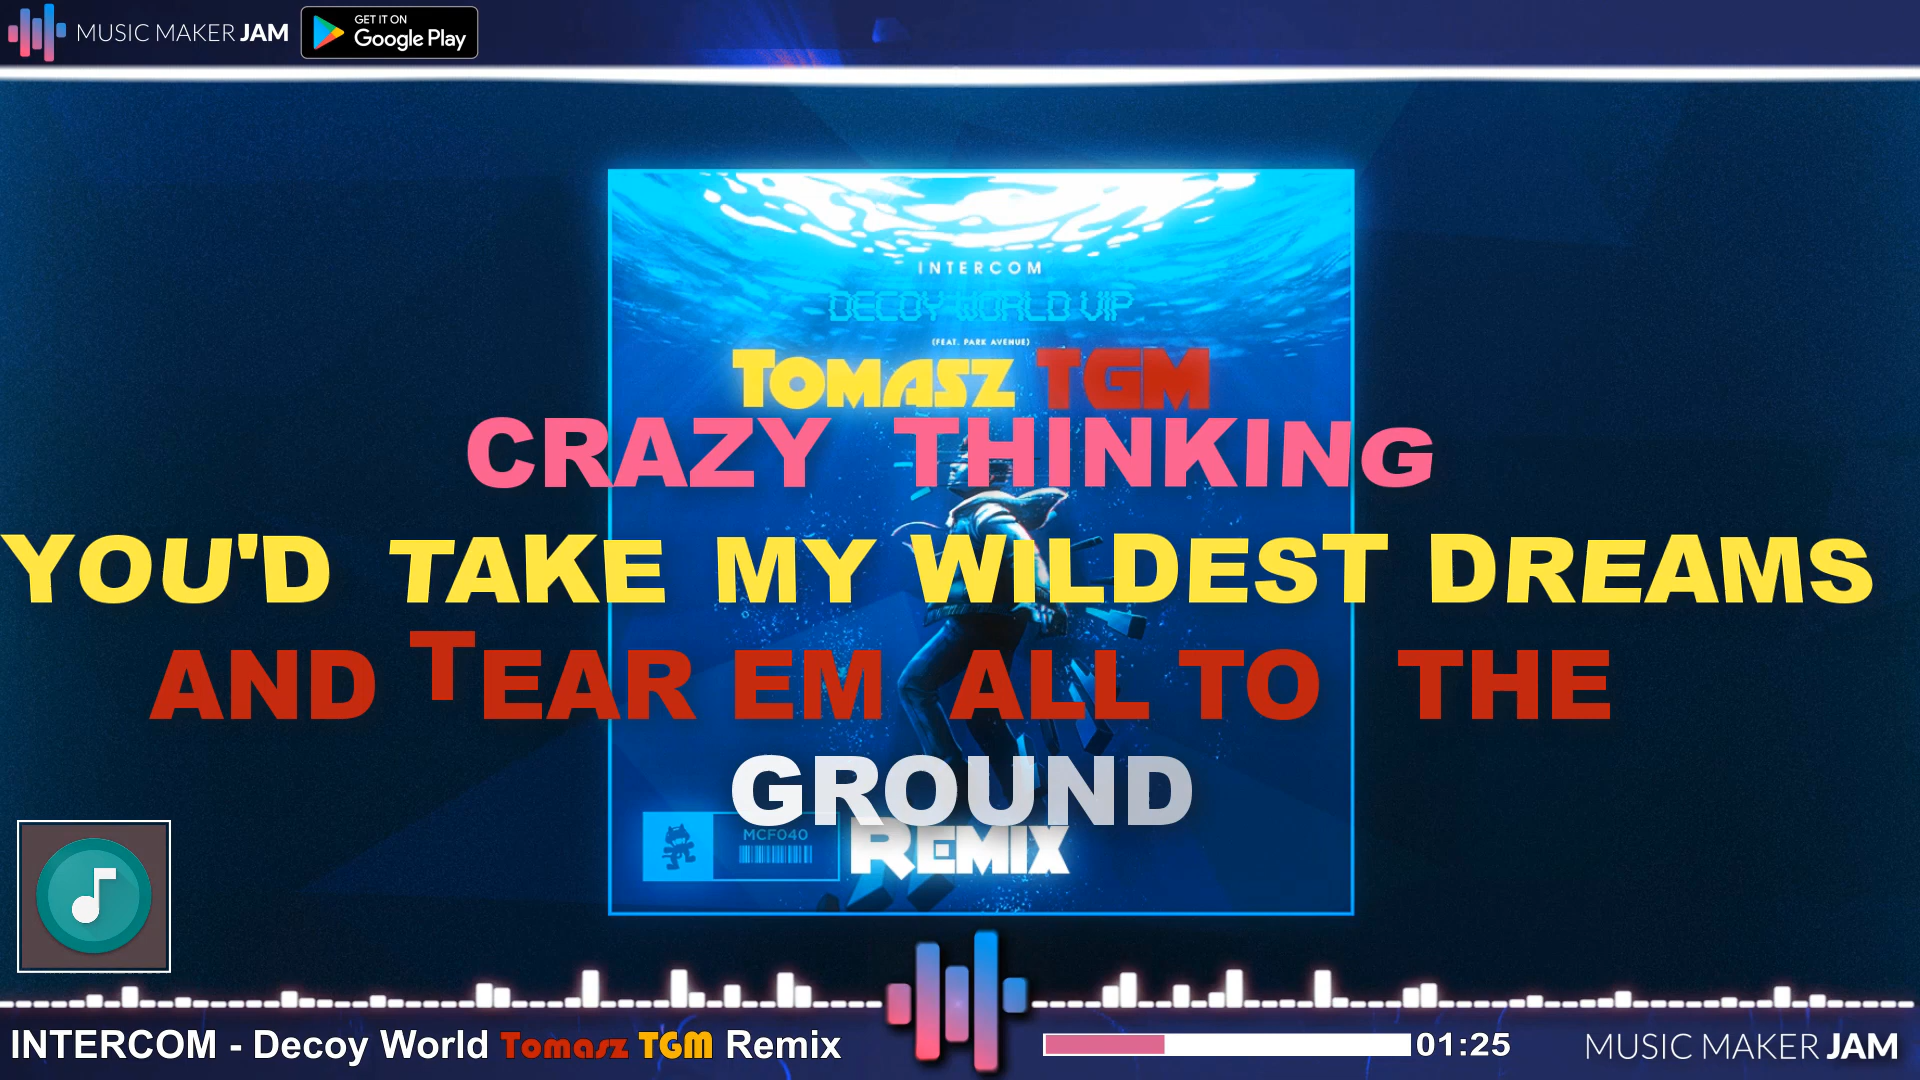 MUSIC MAKER JAM
GET IT ON
Google Play
INTERCOM
DECOY WORLD VIP
(FEAT. PARK AVENUE)
TOMASZ TGM
CRAZY THINKING
YOU'D TAKE MY WILDEST DREAMS
AND TEAR EM ALL TO THE
GROUND
MCF040
REMIX
INTERCOM - Decoy World Tomasz TGM Remix
01:25
MUSIC MAKER JAM